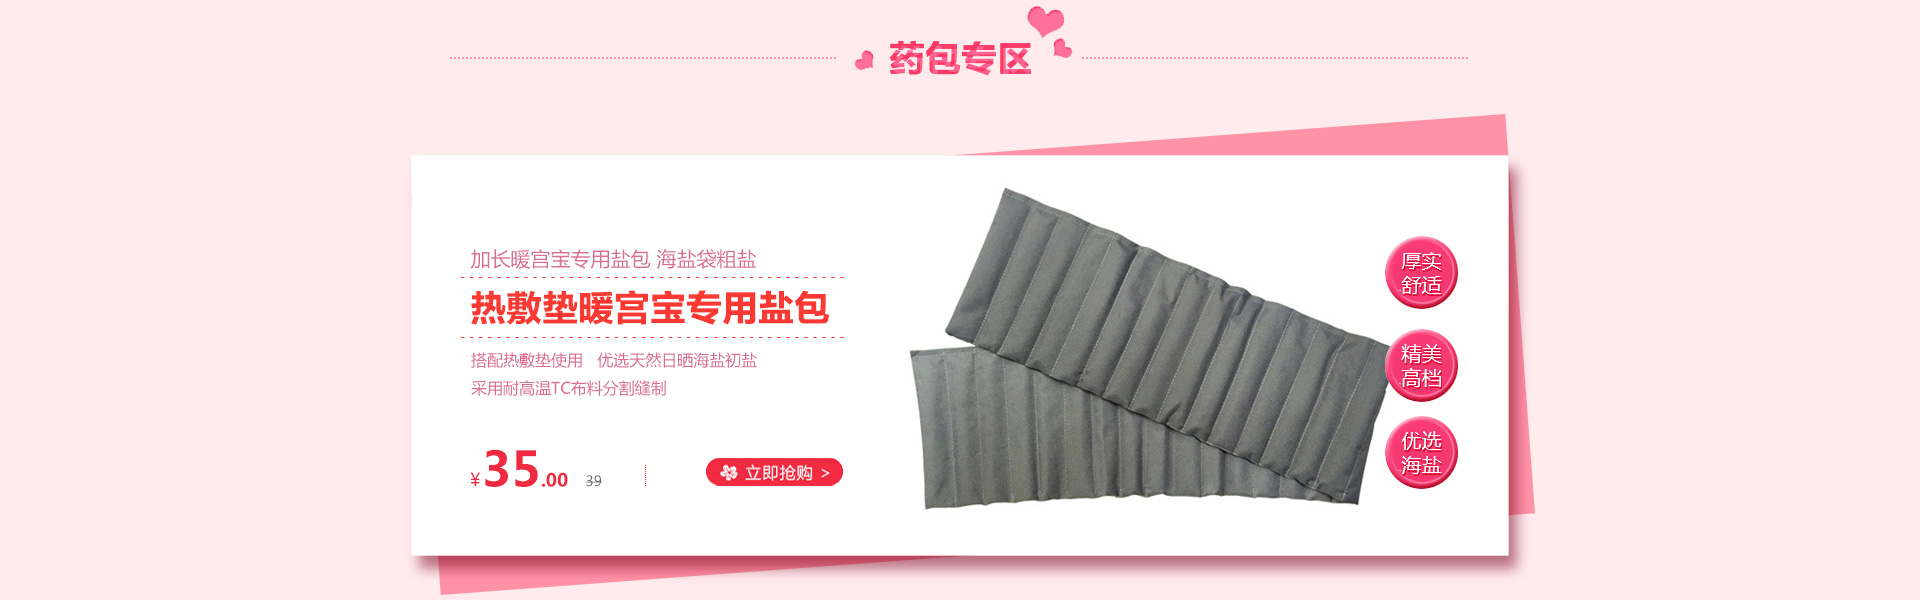 药包专区
加长暖宫宝专用盐包 海盐袋粗盐
热敷垫暖宫宝专用盐包
搭配热敷垫使用 优选天然日晒海盐初盐
采用耐高温TC布料分割缝制
¥35.00 39
立即抢购 >
厚实
舒适
精美
高档
优选
海盐